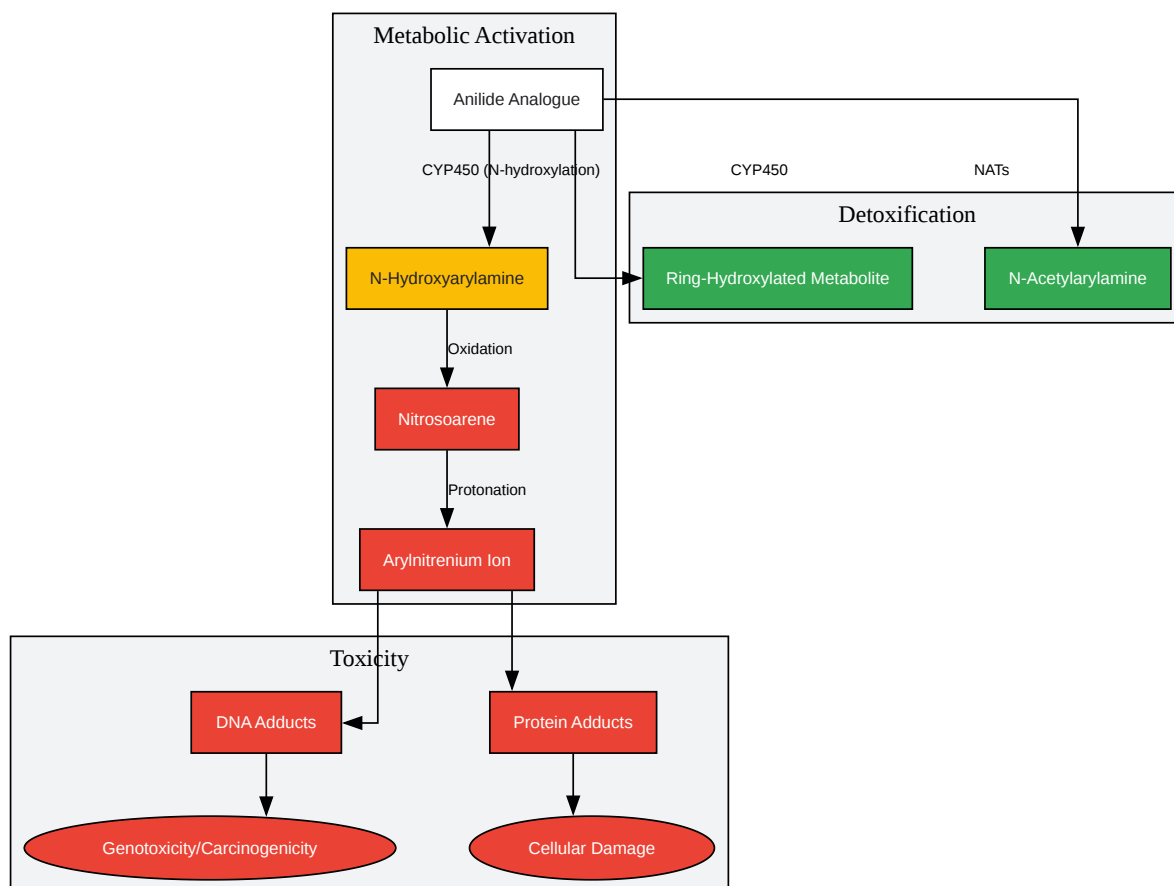 Metabolic Activation
Anilide Analogue
CYP450 (N-hydroxylation)
CYP450
NATs
Detoxification
N-Hydroxyarylamine
Ring-Hydroxylated Metabolite
N-Acetylarylamine
Oxidation
Nitrosoarene
Protonation
Arylnitrenium Ion
Toxicity
DNA Adducts
Protein Adducts
Genotoxicity/Carcinogenicity
Cellular Damage